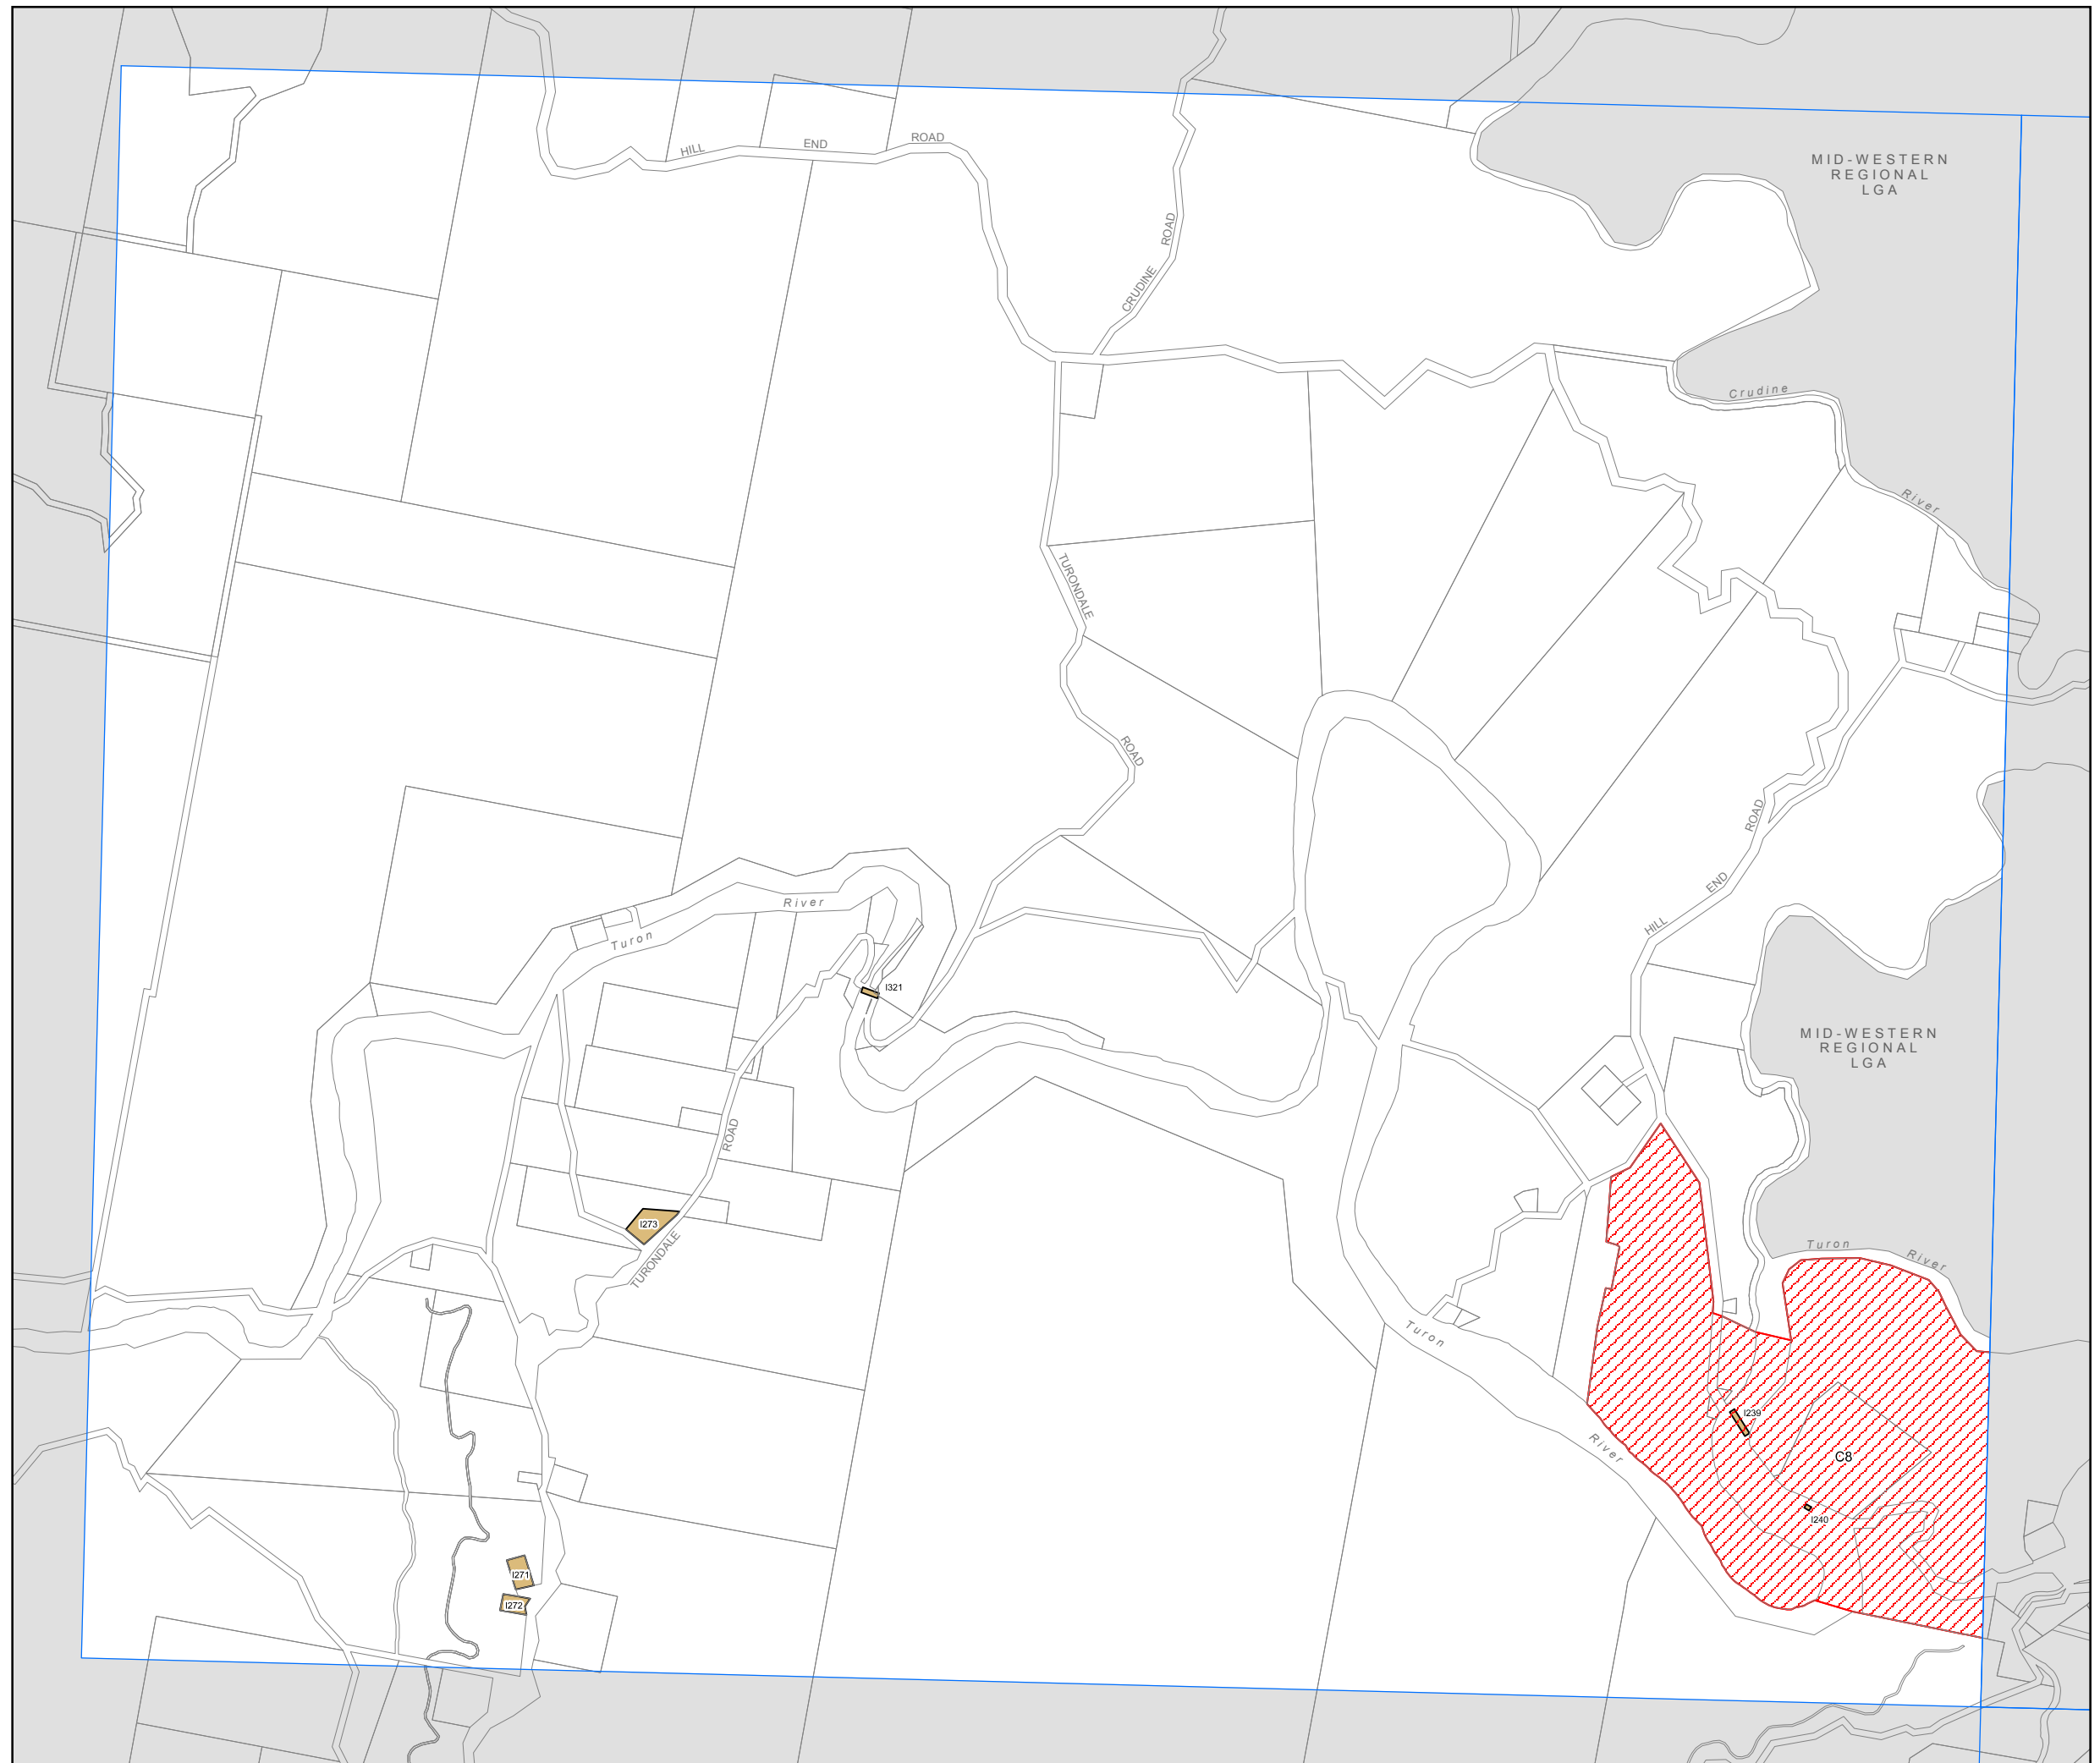 HILL
END
ROAD
MID-WESTERN
REGIONAL
LGA
ROAD
CRUDINE
Crudine
River
TURONDALE
ROAD
ROAD
END
HILL
River
Turon
I321
MID-WESTERN
REGIONAL
LGA
ROAD
I273
TURONDALE
Turon
River
Turon
River
I239
C8
I240
I271
I272